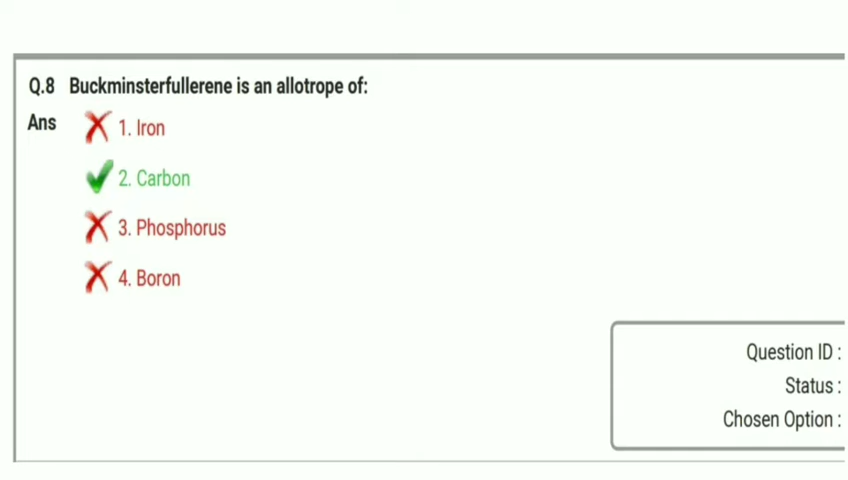 Q.8 Buckminsterfullerene is an allotrope of:
Ans 1. Iron
2. Carbon
3. Phosphorus
4. Boron
Question ID :
Status :
Chosen Option :